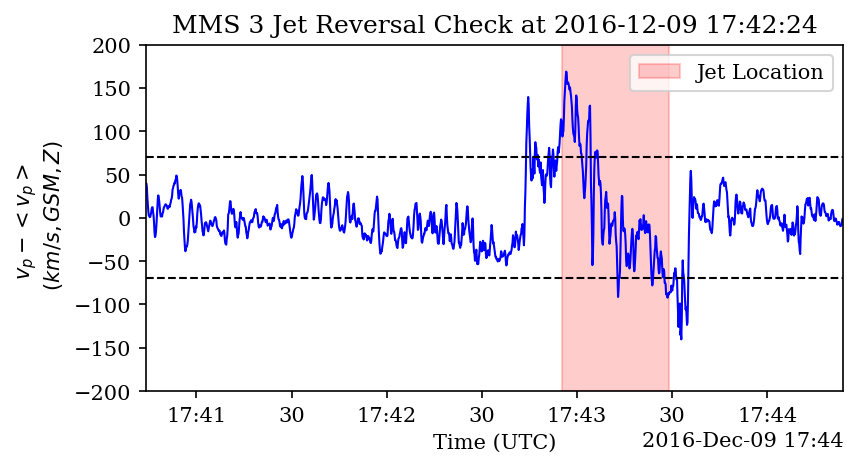 MMS 3 Jet Reversal Check at 2016-12-09 17:42:24
Jet Location
v_p − < v_p >
(km/s, GSM, Z)
200
150
100
50
0
−50
−100
−150
−200
17:41 30 17:42 30 17:43 30 17:44
Time (UTC)
2016-Dec-09 17:44